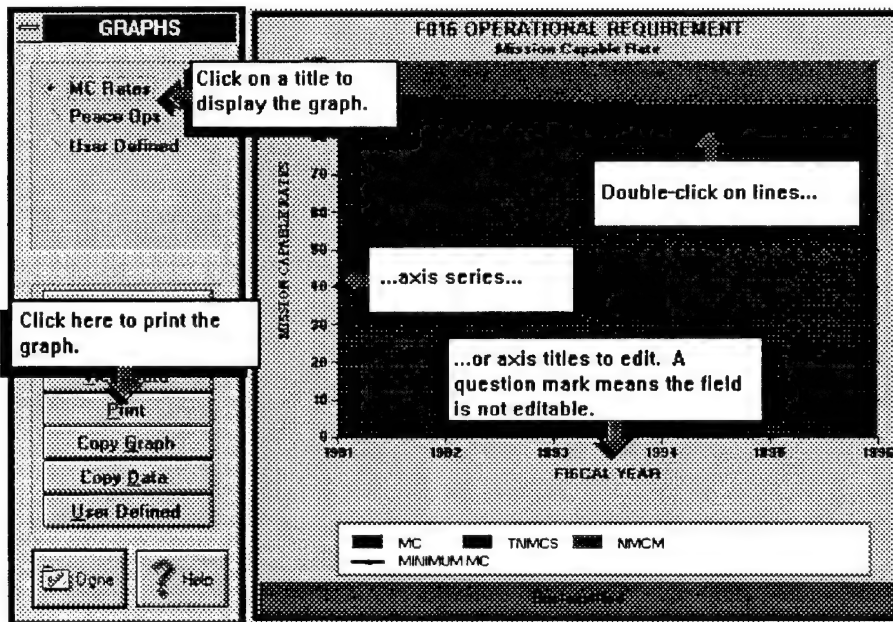 GRAPHS
MC Rates
Peace Ops
User Defined
Click on a title to
display the graph.
Click here to print the
graph.
Print
Copy Graph
Copy Data
User Defined
Done
Help
F016 OPERATIONAL REQUIREMENT
Mission Capable Rate
Double-click on lines...
...axis series...
...or axis titles to edit. A
question mark means the field
is not editable.
MISSION CAPABLE RATES
70
60
50
40
30
20
10
0
1991
1992
1993
1994
1995
1996
FISCAL YEAR
MC
TNMCS
NMCM
MINIMUM MC